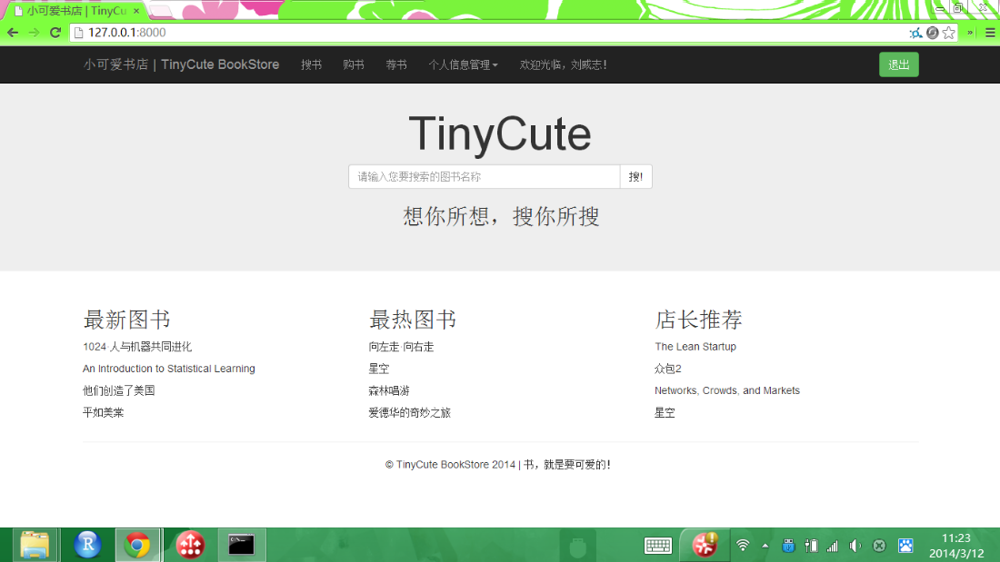 小可爱书店 | TinyCu
127.0.0.1:8000
小可爱书店 | TinyCute BookStore 搜书 购书 荐书 个人信息管理 欢迎光临，刘威志！ 退出
TinyCute
请输入您要搜索的图书名称 搜!
想你所想，搜你所搜
最新图书
1024·人与机器共同进化
An Introduction to Statistical Learning
他们创造了美国
平如美棠
最热图书
向左走·向右走
星空
森林唱游
爱德华的奇妙之旅
店长推荐
The Lean Startup
众包2
Networks, Crowds, and Markets
星空
© TinyCute BookStore 2014 | 书，就是要可爱的！
R
11:23
2014/3/12